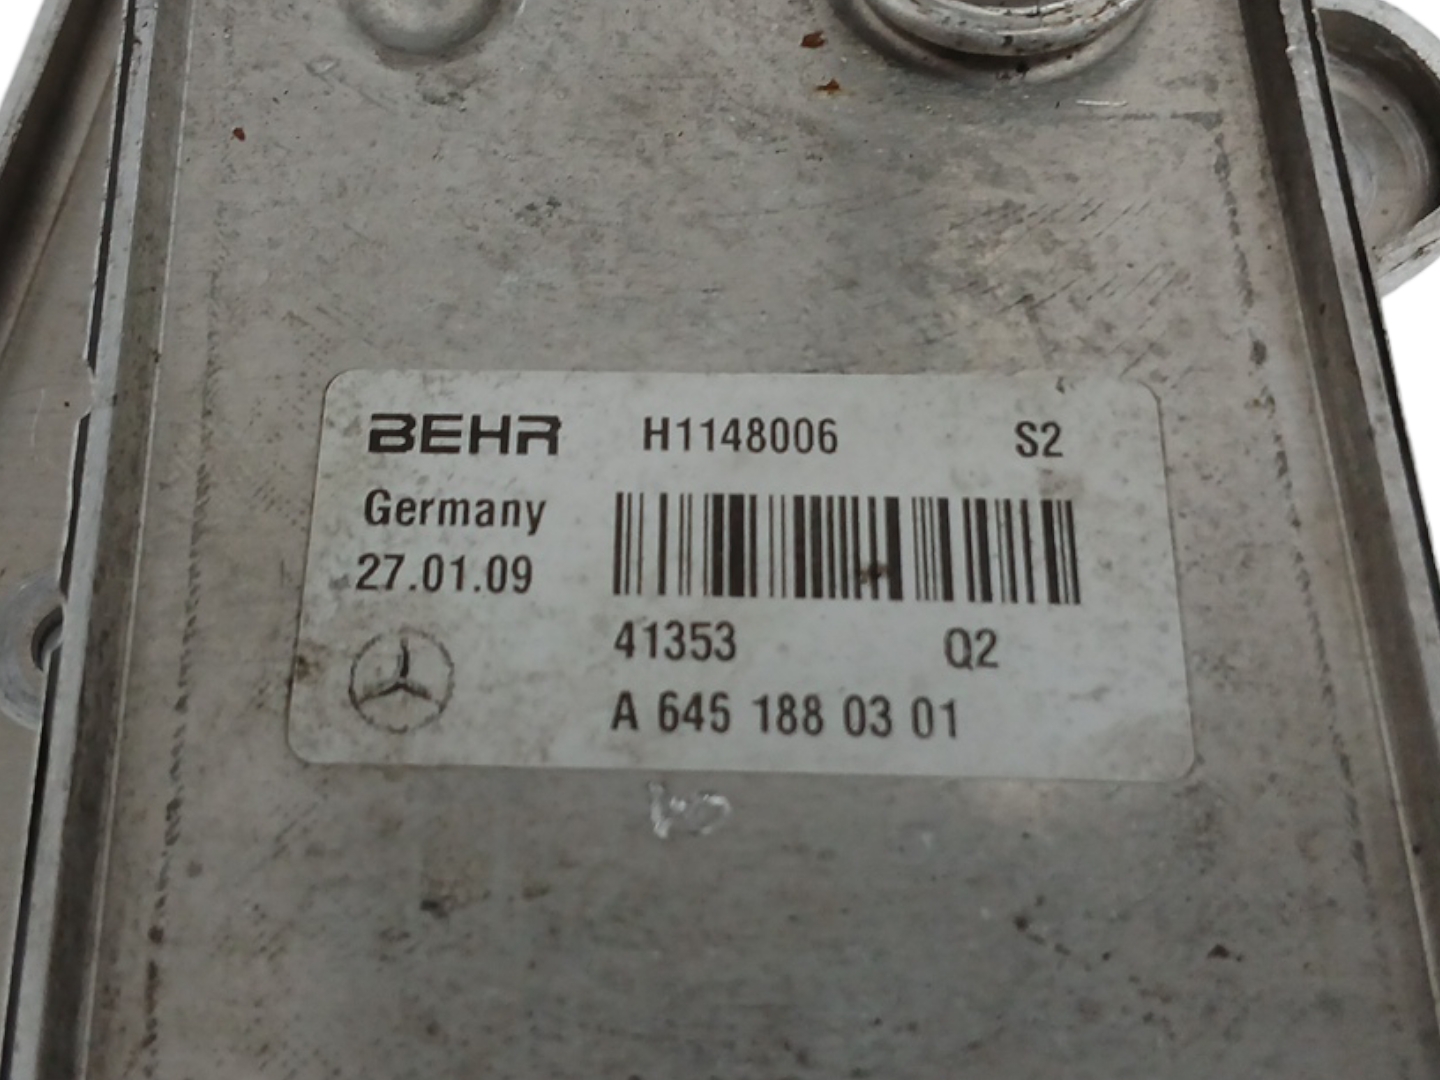 BEHR H1148006 S2
Germany
27.01.09
41353 Q2
A 645 188 03 01